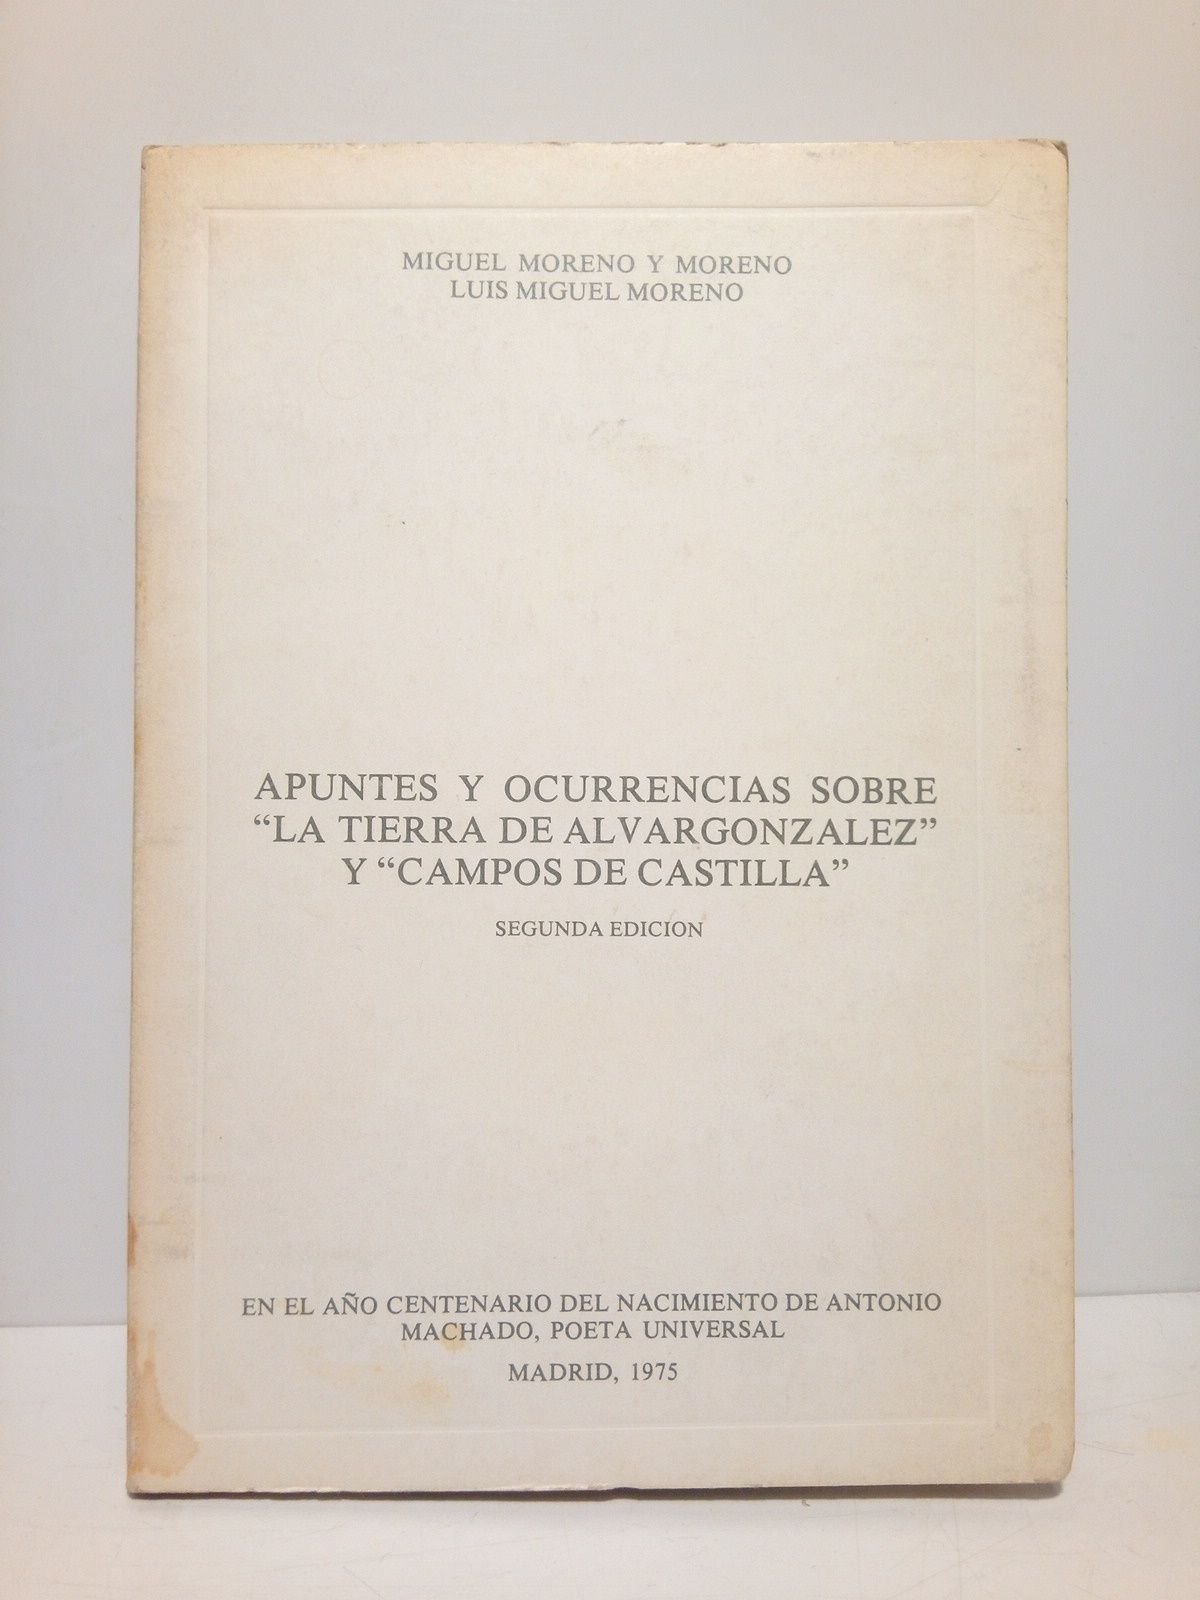 MIGUEL MORENO Y MORENO
LUIS MIGUEL MORENO
APUNTES Y OCURRENCIAS SOBRE
“LA TIERRA DE ALVARGONZALEZ”
Y “CAMPOS DE CASTILLA”
SEGUNDA EDICION
EN EL AÑO CENTENARIO DEL NACIMIENTO DE ANTONIO
MACHADO, POETA UNIVERSAL
MADRID, 1975